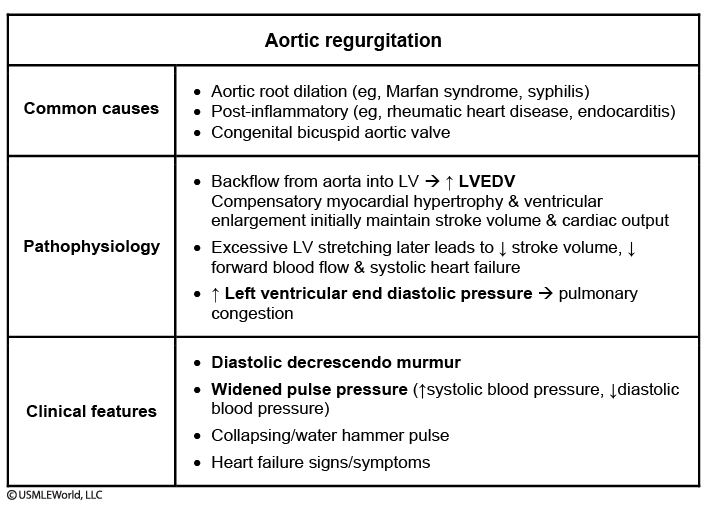 Aortic regurgitation
Common causes
• Aortic root dilation (eg, Marfan syndrome, syphilis)
• Post-inflammatory (eg, rheumatic heart disease, endocarditis)
• Congenital bicuspid aortic valve
Pathophysiology
• Backflow from aorta into LV → ↑ LVEDV
Compensatory myocardial hypertrophy & ventricular
enlargement initially maintain stroke volume & cardiac output
• Excessive LV stretching later leads to ↓ stroke volume, ↓
forward blood flow & systolic heart failure
• ↑ Left ventricular end diastolic pressure → pulmonary
congestion
Clinical features
• Diastolic decrescendo murmur
• Widened pulse pressure (↑systolic blood pressure, ↓diastolic
blood pressure)
• Collapsing/water hammer pulse
• Heart failure signs/symptoms
© USMLEWorld, LLC